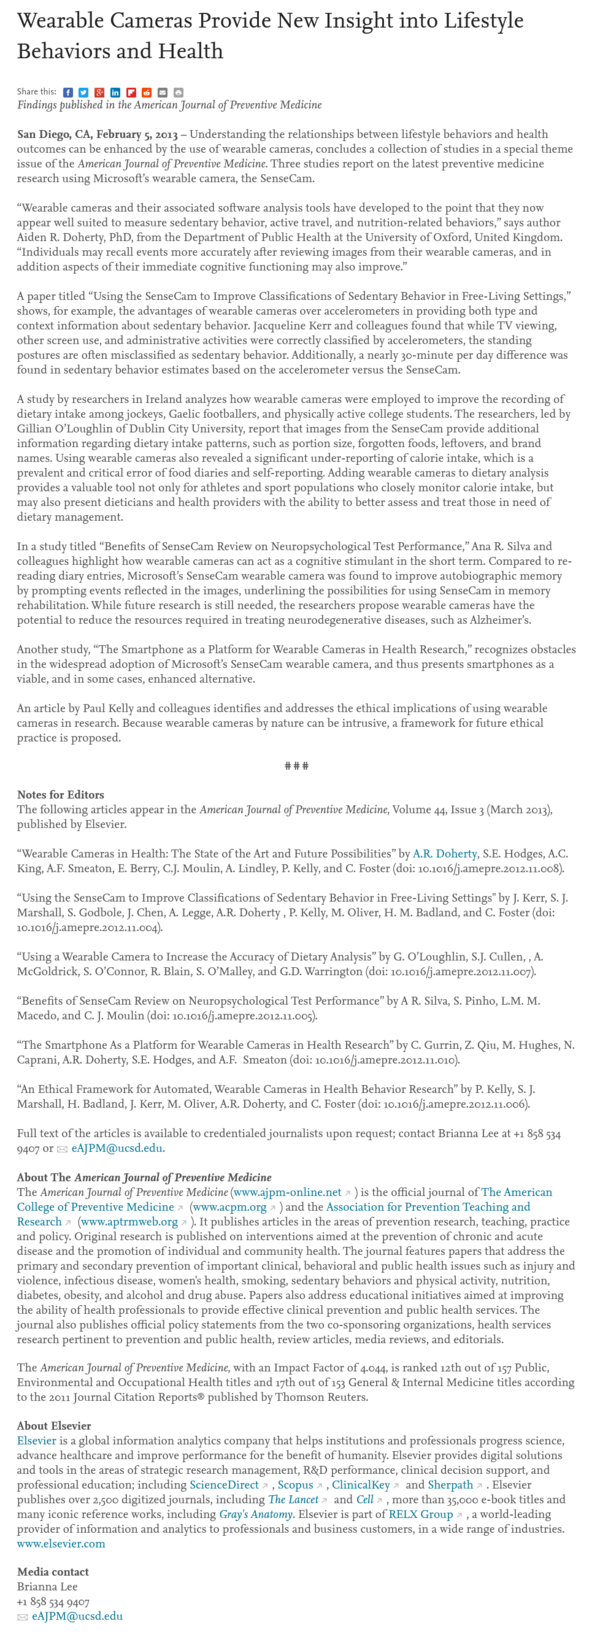 Wearable Cameras Provide New Insight into Lifestyle
Behaviors and Health
Share this:
Findings published in the American Journal of Preventive Medicine
San Diego, CA, February 5, 2013 – Understanding the relationships between lifestyle behaviors and health
outcomes can be enhanced by the use of wearable cameras, concludes a collection of studies in a special theme
issue of the American Journal of Preventive Medicine. Three studies report on the latest preventive medicine
research using Microsoft's wearable camera, the SenseCam.
“Wearable cameras and their associated software analysis tools have developed to the point that they now
appear well suited to measure sedentary behavior, active travel, and nutrition-related behaviors,” says author
Aiden R. Doherty, PhD, from the Department of Public Health at the University of Oxford, United Kingdom.
“Individuals may recall events more accurately after reviewing images from their wearable cameras, and in
addition aspects of their immediate cognitive functioning may also improve.”
A paper titled “Using the SenseCam to Improve Classifications of Sedentary Behavior in Free-Living Settings,”
shows, for example, the advantages of wearable cameras over accelerometers in providing both type and
context information about sedentary behavior. Jacqueline Kerr and colleagues found that while TV viewing,
other screen use, and administrative activities were correctly classified by accelerometers, the standing
postures are often misclassified as sedentary behavior. Additionally, a nearly 30-minute per day difference was
found in sedentary behavior estimates based on the accelerometer versus the SenseCam.
A study by researchers in Ireland analyzes how wearable cameras were employed to improve the recording of
dietary intake among jockeys, Gaelic footballers, and physically active college students. The researchers, led by
Gillian O'Loughlin of Dublin City University, report that images from the SenseCam provide additional
information regarding dietary intake patterns, such as portion size, forgotten foods, leftovers, and brand
names. Using wearable cameras also revealed a significant under-reporting of calorie intake, which is a
prevalent and critical error of food diaries and self-reporting. Adding wearable cameras to dietary analysis
provides a valuable tool not only for athletes and sport populations who closely monitor calorie intake, but
may also present dieticians and health providers with the ability to better assess and treat those in need of
dietary management.
In a study titled “Benefits of SenseCam Review on Neuropsychological Test Performance,” Ana R. Silva and
colleagues highlight how wearable cameras can act as a cognitive stimulant in the short term. Compared to re-
reading diary entries, Microsoft's SenseCam wearable camera was found to improve autobiographic memory
by prompting events reflected in the images, underlining the possibilities for using SenseCam in memory
rehabilitation. While future research is still needed, the researchers propose wearable cameras have the
potential to reduce the resources required in treating neurodegenerative diseases, such as Alzheimer's.
Another study, “The Smartphone as a Platform for Wearable Cameras in Health Research,” recognizes obstacles
in the widespread adoption of Microsoft's SenseCam wearable camera, and thus presents smartphones as a
viable, and in some cases, enhanced alternative.
An article by Paul Kelly and colleagues identifies and addresses the ethical implications of using wearable
cameras in research. Because wearable cameras by nature can be intrusive, a framework for future ethical
practice is proposed.
# # #
Notes for Editors
The following articles appear in the American Journal of Preventive Medicine, Volume 44, Issue 3 (March 2013),
published by Elsevier.
“Wearable Cameras in Health: The State of the Art and Future Possibilities” by A.R. Doherty, S.E. Hodges, A.C.
King, A.F. Smeaton, E. Berry, C.J. Moulin, A. Lindley, P. Kelly, and C. Foster (doi: 10.1016/j.amepre.2012.11.008).
“Using the SenseCam to Improve Classifications of Sedentary Behavior in Free-Living Settings" by J. Kerr, S. J.
Marshall, S. Godbole, J. Chen, A. Legge, A.R. Doherty , P. Kelly, M. Oliver, H. M. Badland, and C. Foster (doi:
10.1016/j.amepre.2012.11.004).
“Using a Wearable Camera to Increase the Accuracy of Dietary Analysis” by G. O'Loughlin, S.J. Cullen, , A.
McGoldrick, S. O'Connor, R. Blain, S. O'Malley, and G.D. Warrington (doi: 10.1016/j.amepre.2012.11.007).
“Benefits of SenseCam Review on Neuropsychological Test Performance” by A R. Silva, S. Pinho, L.M. M.
Macedo, and C. J. Moulin (doi: 10.1016/j.amepre.2012.11.005).
“The Smartphone As a Platform for Wearable Cameras in Health Research” by C. Gurrin, Z. Qiu, M. Hughes, N.
Caprani, A.R. Doherty, S.E. Hodges, and A.F. Smeaton (doi: 10.1016/j.amepre.2012.11.010).
“An Ethical Framework for Automated, Wearable Cameras in Health Behavior Research” by P. Kelly, S. J.
Marshall, H. Badland, J. Kerr, M. Oliver, A.R. Doherty, and C. Foster (doi: 10.1016/j.amepre.2012.11.006).
Full text of the articles is available to credentialed journalists upon request; contact Brianna Lee at +1 858 534
9407 or eAJPM@ucsd.edu.
About The American Journal of Preventive Medicine
The American Journal of Preventive Medicine (www.ajpm-online.net ) is the official journal of The American
College of Preventive Medicine (www.acpm.org ) and the Association for Prevention Teaching and
Research (www.aptrmweb.org ). It publishes articles in the areas of prevention research, teaching, practice
and policy. Original research is published on interventions aimed at the prevention of chronic and acute
disease and the promotion of individual and community health. The journal features papers that address the
primary and secondary prevention of important clinical, behavioral and public health issues such as injury and
violence, infectious disease, women's health, smoking, sedentary behaviors and physical activity, nutrition,
diabetes, obesity, and alcohol and drug abuse. Papers also address educational initiatives aimed at improving
the ability of health professionals to provide effective clinical prevention and public health services. The
journal also publishes official policy statements from the two co-sponsoring organizations, health services
research pertinent to prevention and public health, review articles, media reviews, and editorials.
The American Journal of Preventive Medicine, with an Impact Factor of 4.044, is ranked 12th out of 157 Public,
Environmental and Occupational Health titles and 17th out of 153 General & Internal Medicine titles according
to the 2011 Journal Citation Reports® published by Thomson Reuters.
About Elsevier
Elsevier is a global information analytics company that helps institutions and professionals progress science,
advance healthcare and improve performance for the benefit of humanity. Elsevier provides digital solutions
and tools in the areas of strategic research management, R&D performance, clinical decision support, and
professional education; including ScienceDirect , Scopus , ClinicalKey and Sherpath . Elsevier
publishes over 2,500 digitized journals, including The Lancet and Cell , more than 35,000 e-book titles and
many iconic reference works, including Gray's Anatomy. Elsevier is part of RELX Group , a world-leading
provider of information and analytics to professionals and business customers, in a wide range of industries.
www.elsevier.com
Media contact
Brianna Lee
+1 858 534 9407
eAJPM@ucsd.edu